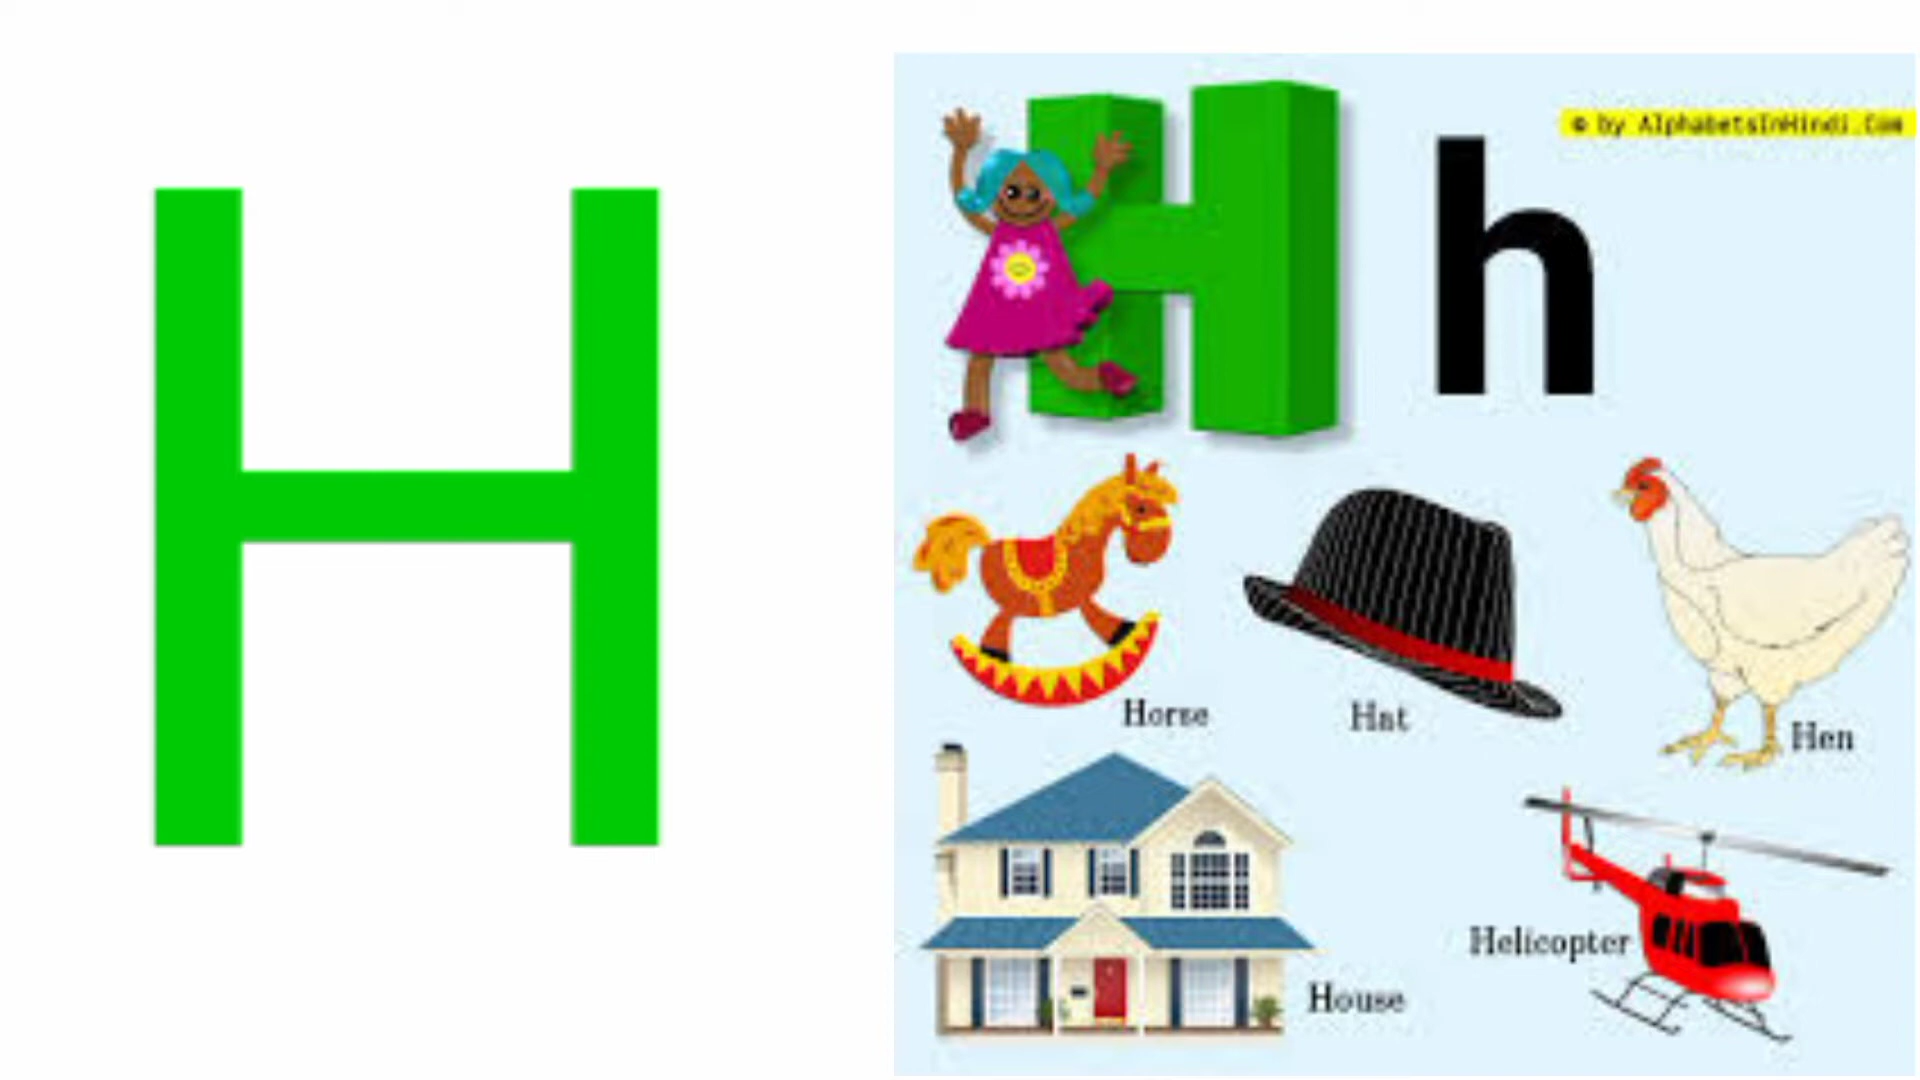 H
H h
© by AlphabetsInHindi.Com
Horse
Hat
Hen
House
Helicopter